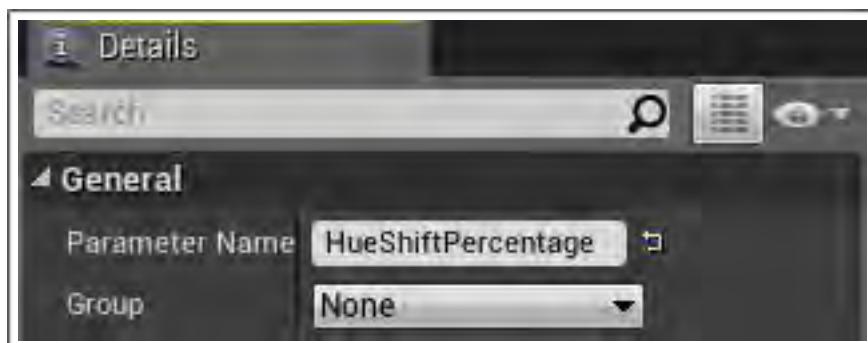 Details
Search
General
Parameter Name HueShiftPercentage
Group None